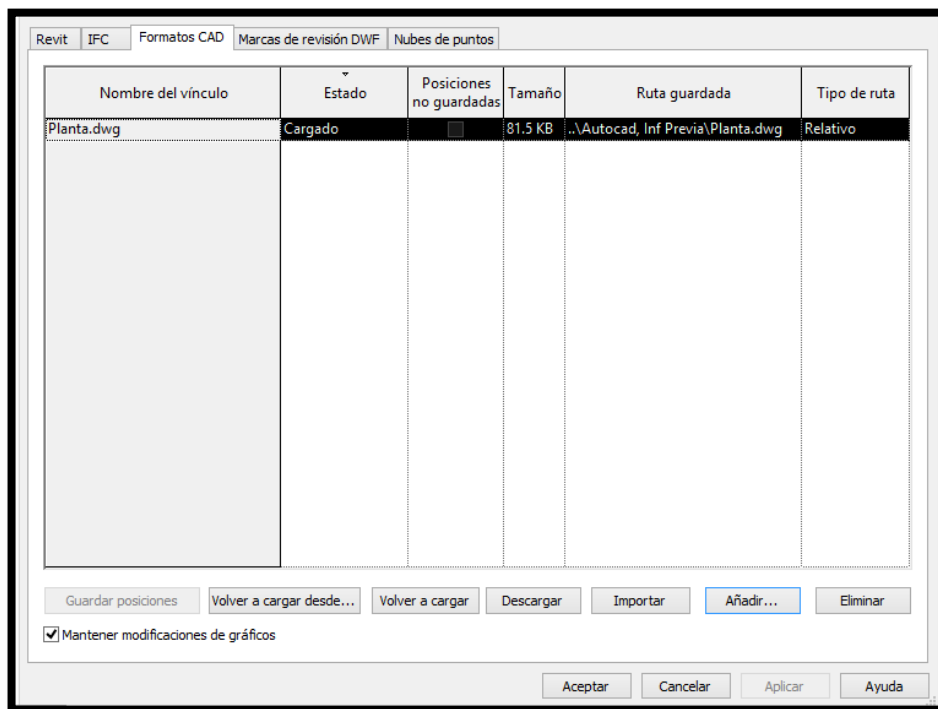 Revit IFC Formatos CAD Marcas de revisión DWF Nubes de puntos
Nombre del vínculo Estado Posiciones no guardadas Tamaño Ruta guardada Tipo de ruta
Planta.dwg Cargado 81.5 KB ..\Autocad, Inf Previa\Planta.dwg Relativo
Guardar posiciones Volver a cargar desde... Volver a cargar Descargar Importar Añadir... Eliminar
Mantener modificaciones de gráficos
Aceptar Cancelar Aplicar Ayuda